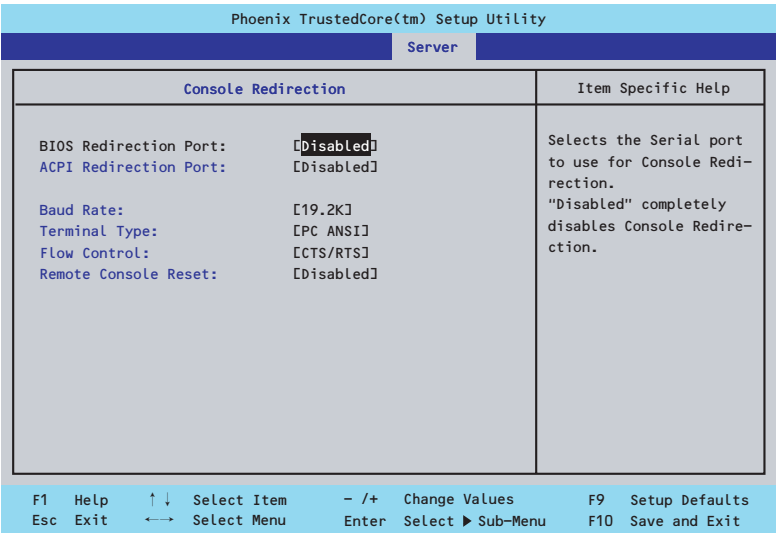 Phoenix TrustedCore(tm) Setup Utility
Server
Console Redirection
BIOS Redirection Port: [Disabled]
ACPI Redirection Port: [Disabled]
Baud Rate: [19.2K]
Terminal Type: [PC ANSI]
Flow Control: [CTS/RTS]
Remote Console Reset: [Disabled]
Item Specific Help
Selects the Serial port
to use for Console Redi-
rection.
"Disabled" completely
disables Console Redire-
ction.
F1 Help ↑↓ Select Item - /+ Change Values F9 Setup Defaults
Esc Exit ←→ Select Menu Enter Select ▶ Sub-Menu F10 Save and Exit